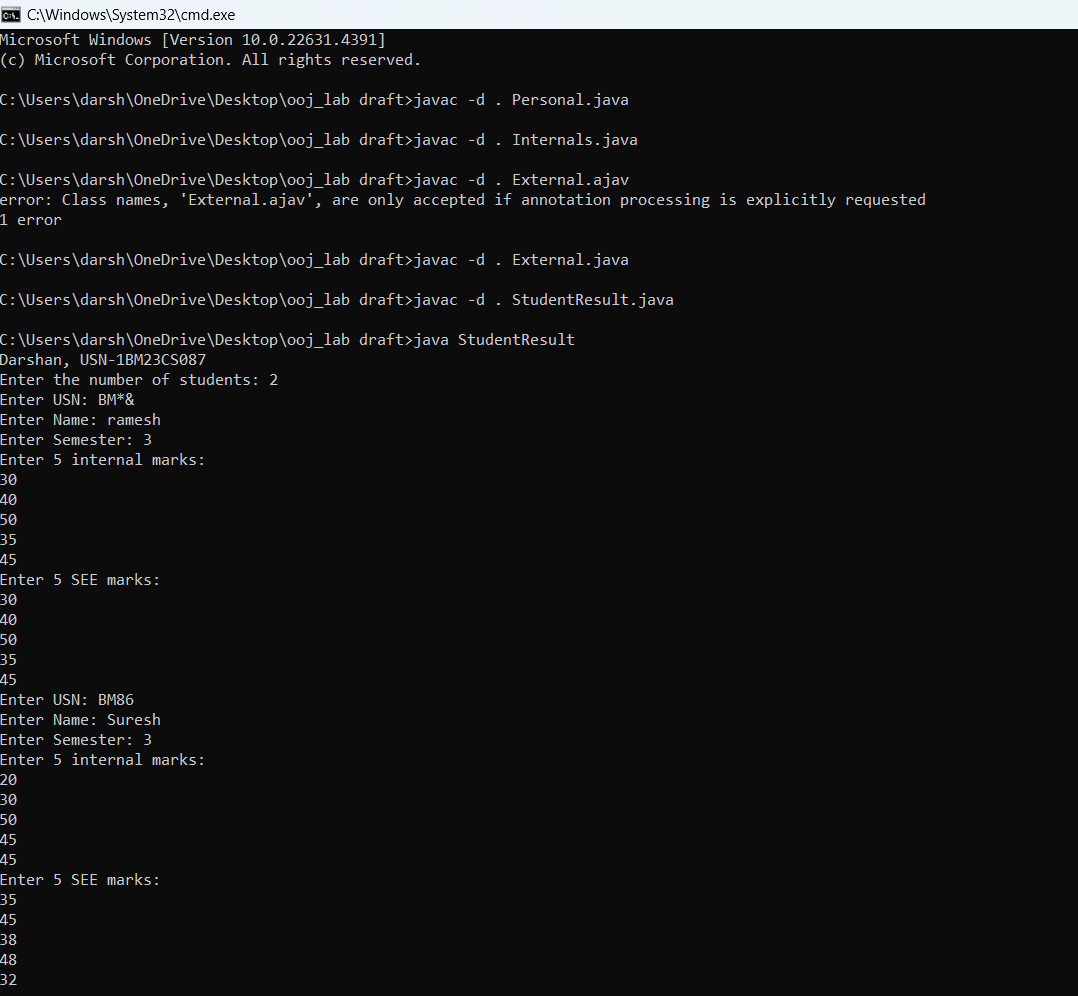 C:\Windows\System32\cmd.exe
Microsoft Windows [Version 10.0.22631.4391]
(c) Microsoft Corporation. All rights reserved.
C:\Users\darsh\OneDrive\Desktop\ooj_lab draft>javac -d . Personal.java
C:\Users\darsh\OneDrive\Desktop\ooj_lab draft>javac -d . Internals.java
C:\Users\darsh\OneDrive\Desktop\ooj_lab draft>javac -d . External.ajav
error: Class names, 'External.ajav', are only accepted if annotation processing is explicitly requested
1 error
C:\Users\darsh\OneDrive\Desktop\ooj_lab draft>javac -d . External.java
C:\Users\darsh\OneDrive\Desktop\ooj_lab draft>javac -d . StudentResult.java
C:\Users\darsh\OneDrive\Desktop\ooj_lab draft>java StudentResult
Darshan, USN-1BM23CS087
Enter the number of students: 2
Enter USN: BM*&
Enter Name: ramesh
Enter Semester: 3
Enter 5 internal marks:
30
40
50
35
45
Enter 5 SEE marks:
30
40
50
35
45
Enter USN: BM86
Enter Name: Suresh
Enter Semester: 3
Enter 5 internal marks:
20
30
50
45
45
Enter 5 SEE marks:
35
45
38
48
32